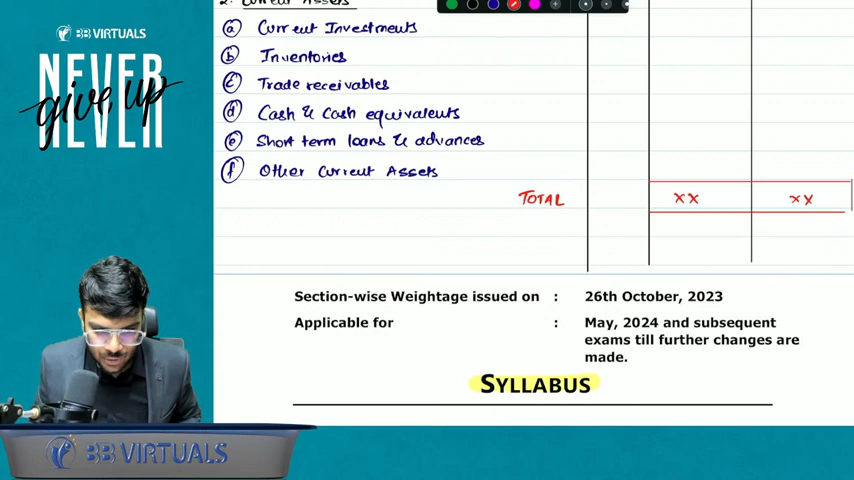 BB VIRTUALS
NEVER
give up
NEVER
2. Current Assets
(a) Current Investments
(b) Inventories
(c) Trade receivables
(d) Cash & Cash equivalents
(e) Short term loans & advances
(f) Other Current Assets
TOTAL xx xx
Section-wise Weightage issued on : 26th October, 2023
Applicable for : May, 2024 and subsequent
exams till further changes are
made.
SYLLABUS
BB VIRTUALS